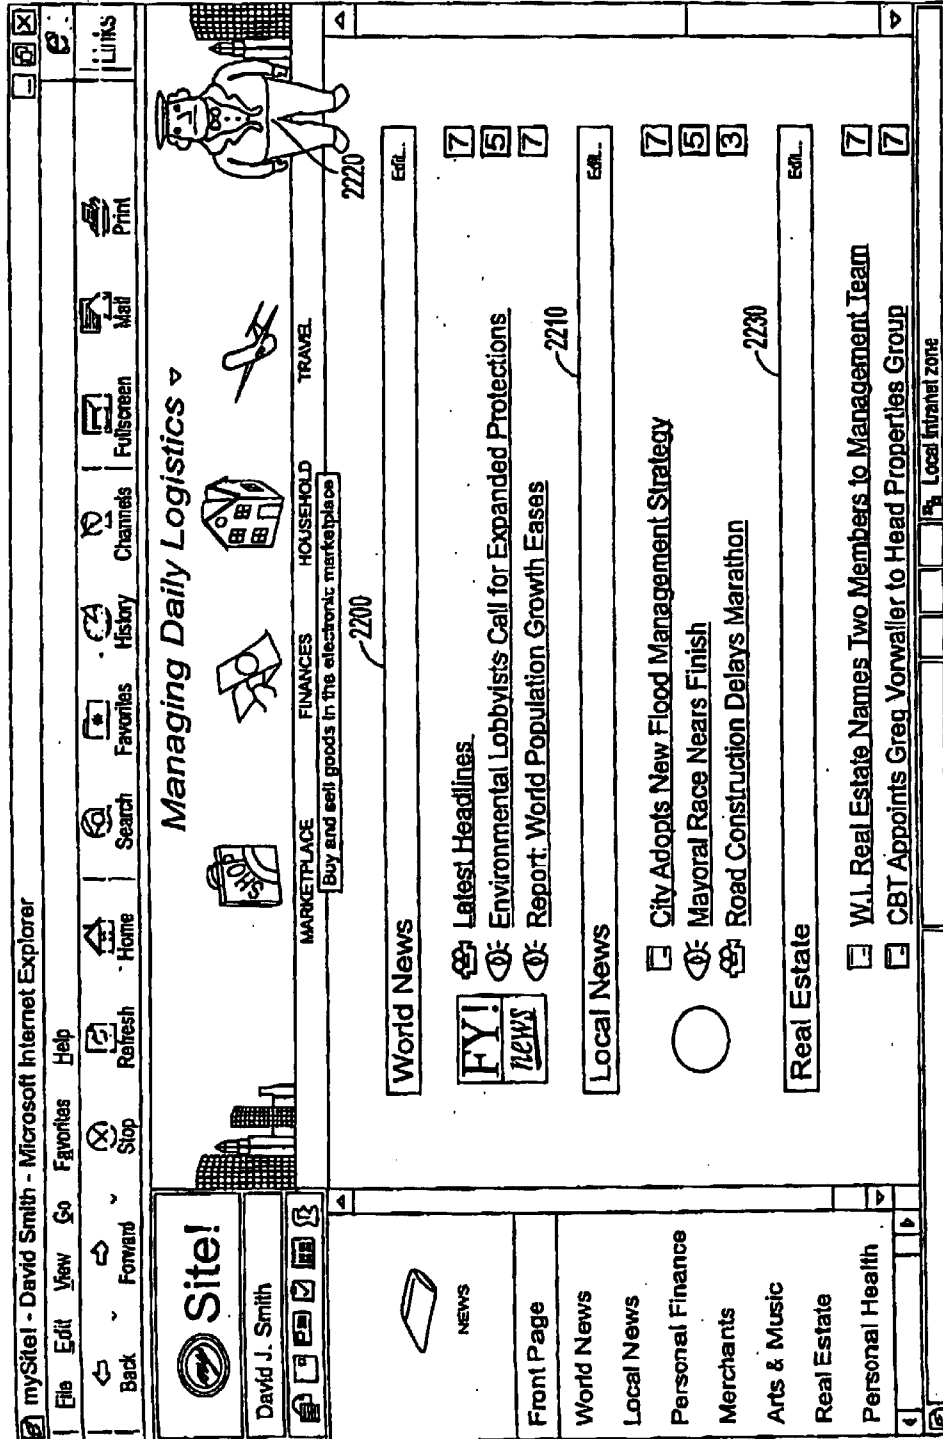 mySite! - David Smith - Microsoft Internet Explorer
File Edit View Go Favorites Help
Back Forward Stop Refresh Home Search Favorites History Channels Fullscreen Mail Print
Links
my Site!
Managing Daily Logistics
David J. Smith
SHOP
MARKETPLACE FINANCES HOUSEHOLD TRAVEL
Buy and sell goods in the electronic marketplace
2220
NEWS
Front Page
World News
Local News
Personal Finance
Merchants
Arts & Music
Real Estate
Personal Health
2200
World News Edit...
FY!
news
Latest Headlines 7
Environmental Lobbyists Call for Expanded Protections 5
Report: World Population Growth Eases 7
2210
Local News Edit...
City Adopts New Flood Management Strategy 7
Mayoral Race Nears Finish 5
Road Construction Delays Marathon 3
2230
Real Estate Edit...
W.I. Real Estate Names Two Members to Management Team 7
CBT Appoints Greg Vorwaller to Head Properties Group 7
Local intranet zone